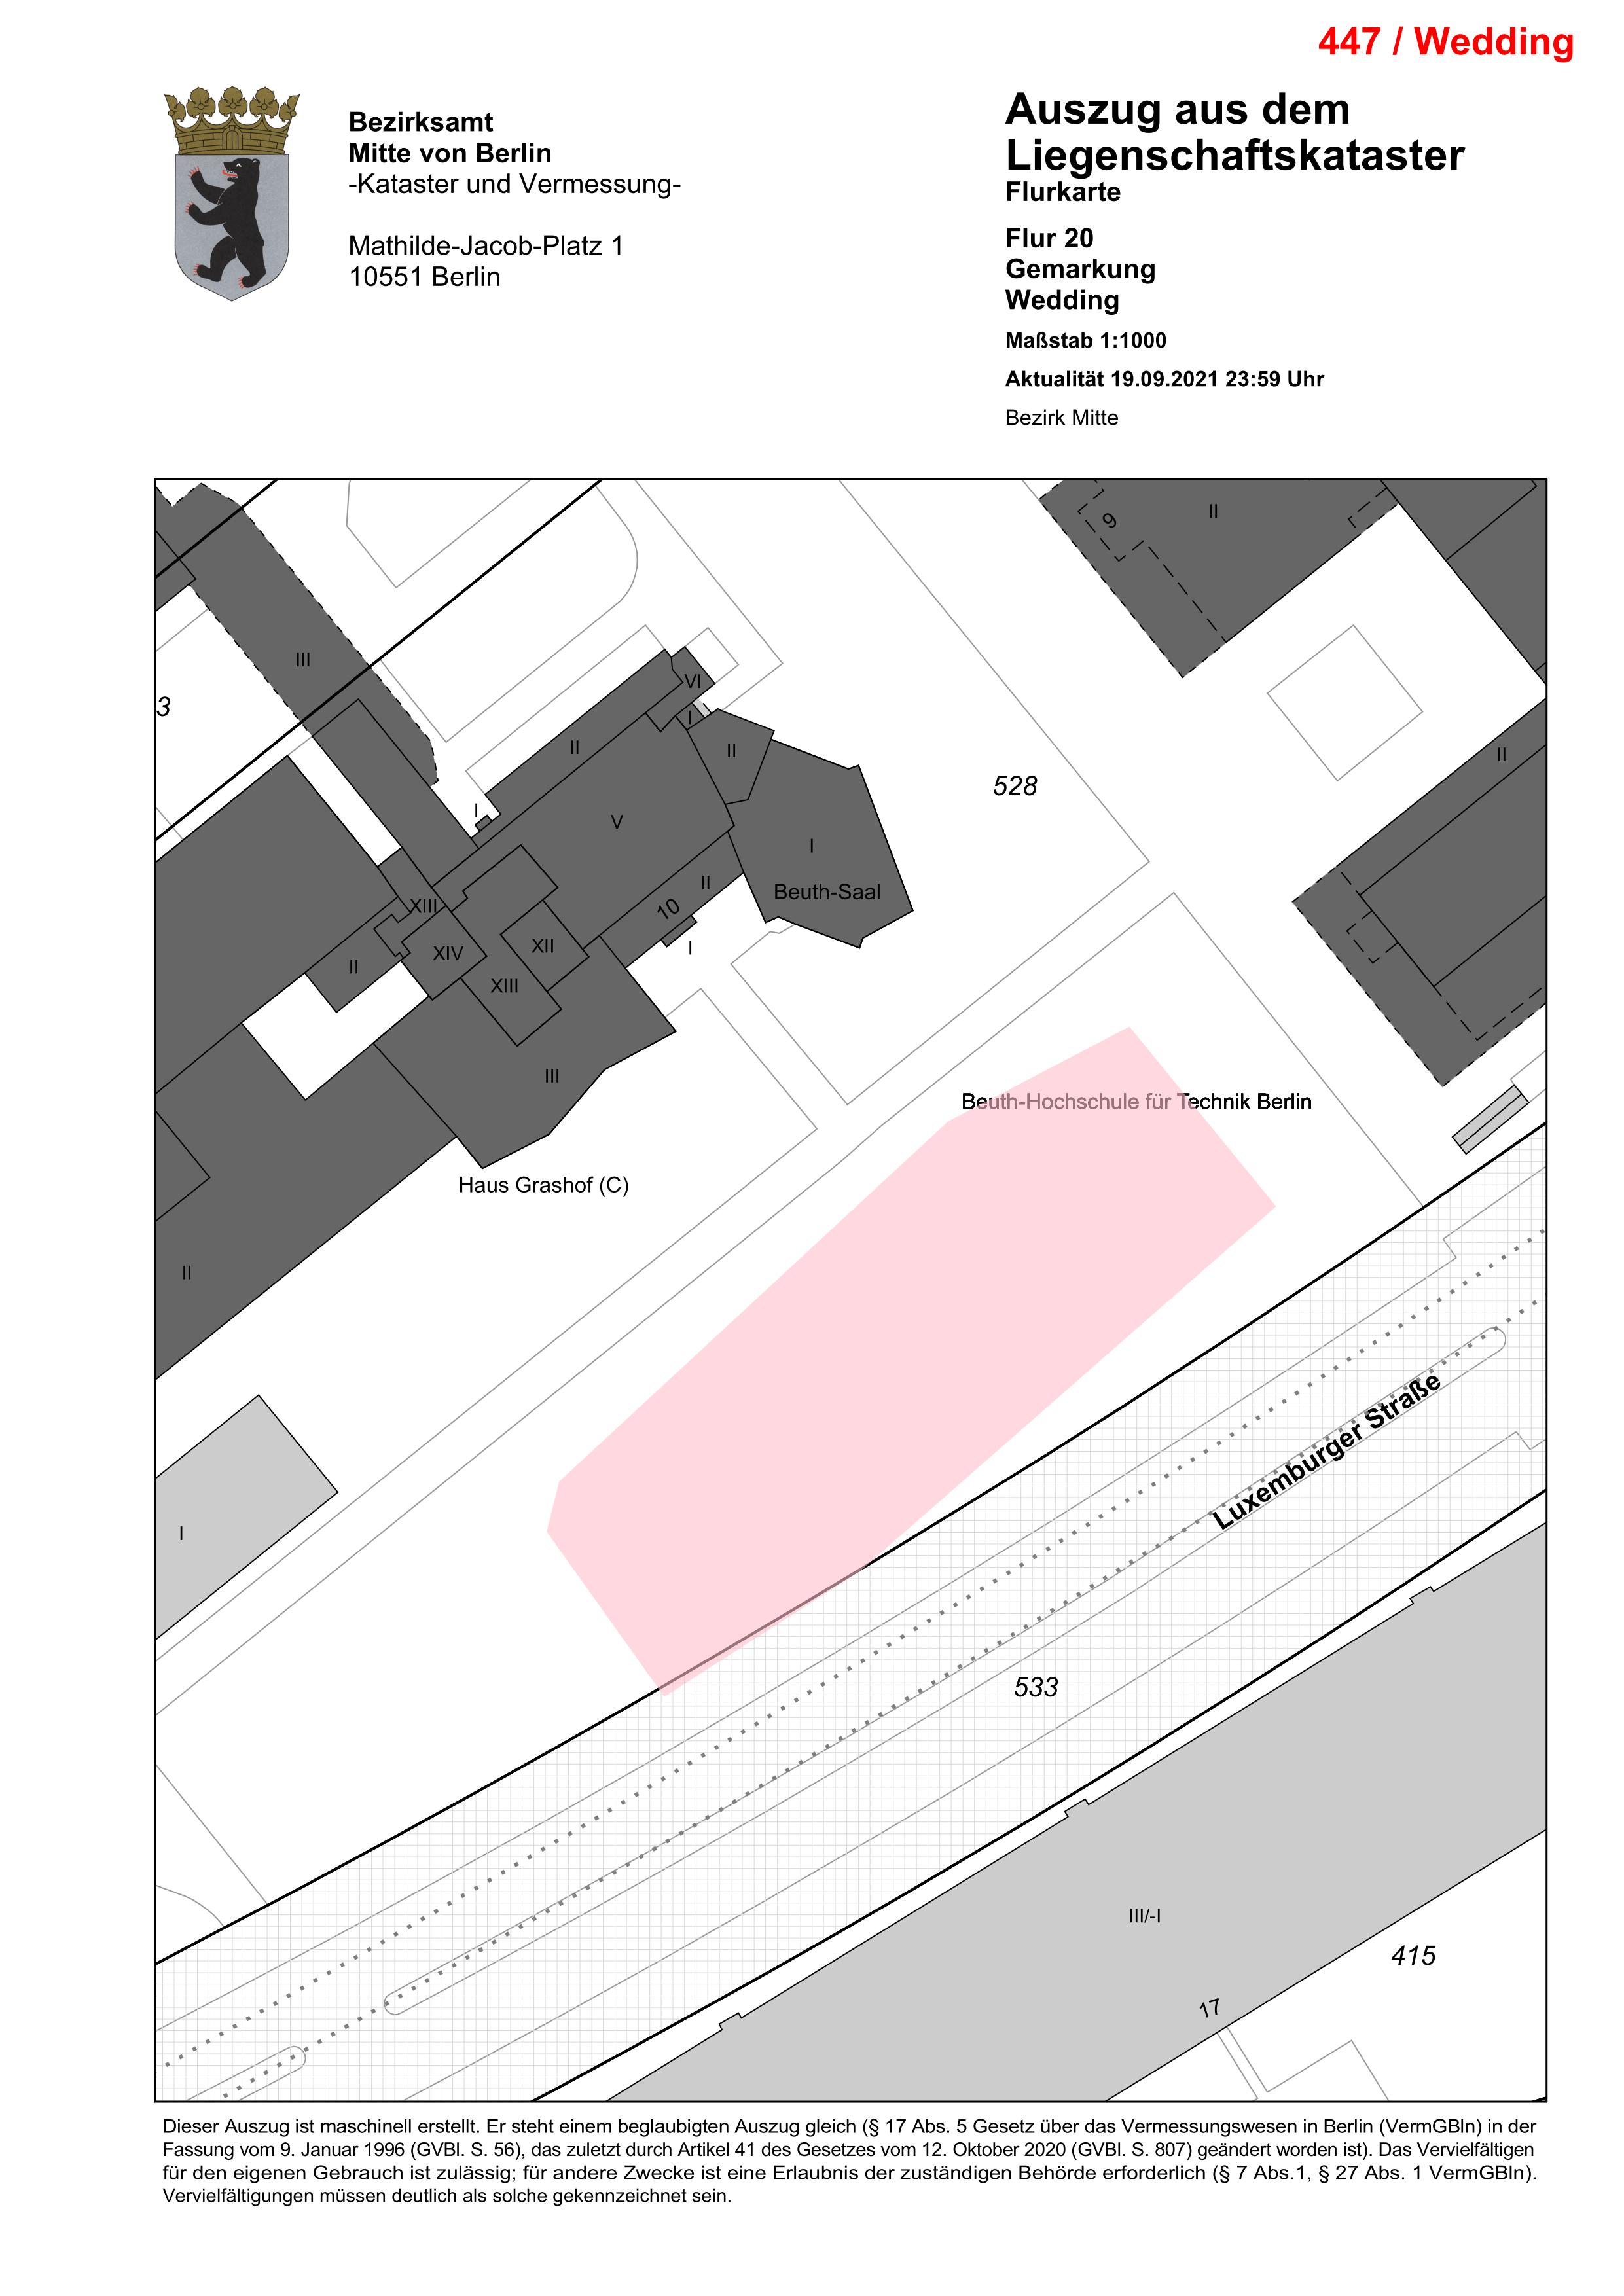 447 / Wedding
Bezirksamt
Mitte von Berlin
-Kataster und Vermessung-
Mathilde-Jacob-Platz 1
10551 Berlin
Auszug aus dem
Liegenschaftskataster
Flurkarte
Flur 20
Gemarkung
Wedding
Maßstab 1:1000
Aktualität 19.09.2021 23:59 Uhr
Bezirk Mitte
9
II
III
3
VI
I
II
II
II
528
I
V
I
Beuth-Saal
II
XIII
10
XII
XIV
I
II
XIII
III
Beuth-Hochschule für Technik Berlin
Haus Grashof (C)
II
Luxemburger Straße
I
533
III/-I
415
17
Dieser Auszug ist maschinell erstellt. Er steht einem beglaubigten Auszug gleich (§ 17 Abs. 5 Gesetz über das Vermessungswesen in Berlin (VermGBln) in der
Fassung vom 9. Januar 1996 (GVBl. S. 56), das zuletzt durch Artikel 41 des Gesetzes vom 12. Oktober 2020 (GVBl. S. 807) geändert worden ist). Das Vervielfältigen
für den eigenen Gebrauch ist zulässig; für andere Zwecke ist eine Erlaubnis der zuständigen Behörde erforderlich (§ 7 Abs.1, § 27 Abs. 1 VermGBln).
Vervielfältigungen müssen deutlich als solche gekennzeichnet sein.